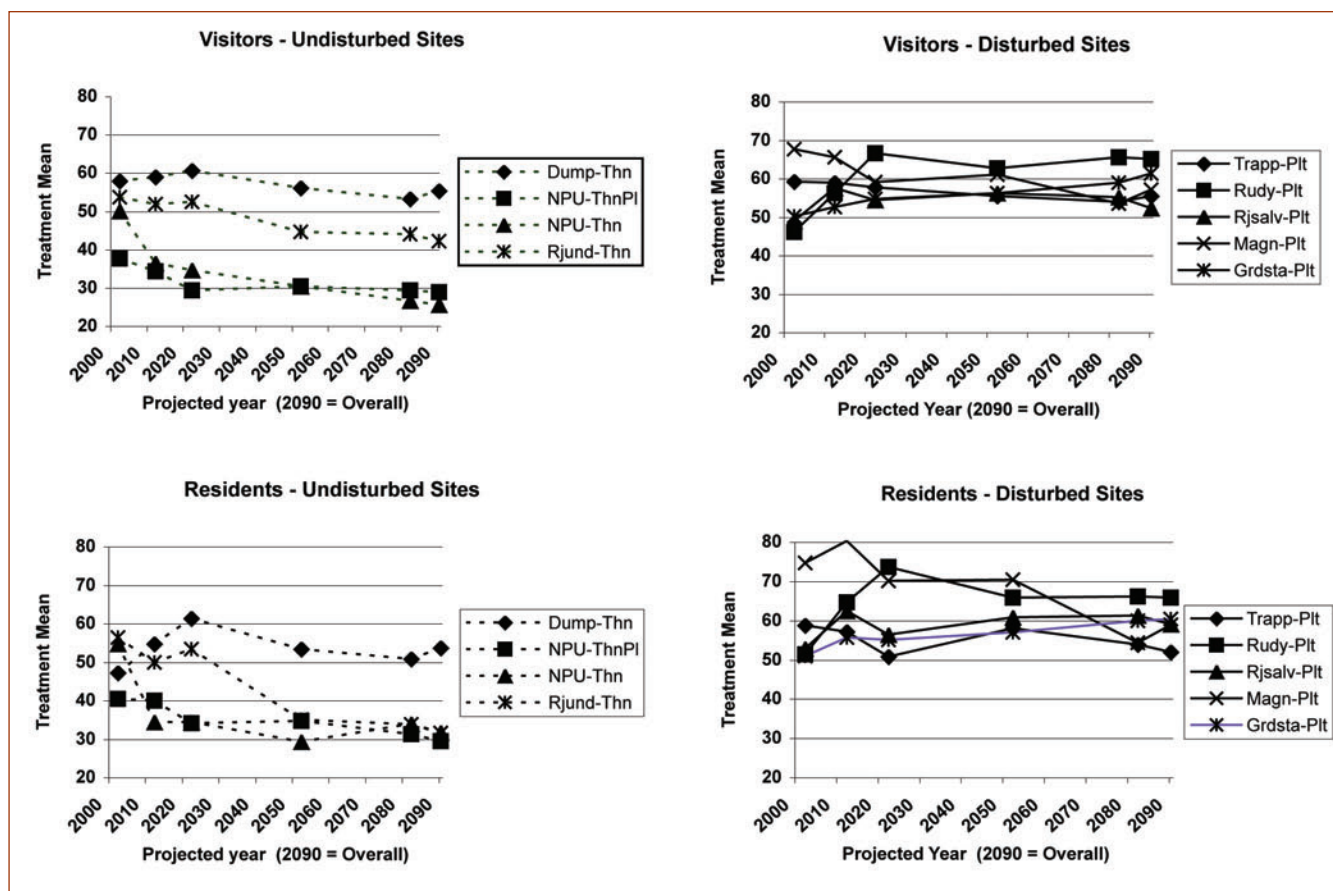 Visitors - Undisturbed Sites
Treatment Mean
80
70
60
50
40
30
20
2000
2010
2020
2030
2040
2050
2060
2070
2080
2090
Projected year (2090 = Overall)
Dump-Thn
NPU-ThnPl
NPU-Thn
Rjund-Thn
Visitors - Disturbed Sites
Treatment Mean
80
70
60
50
40
30
20
2000
2010
2020
2030
2040
2050
2060
2070
2080
2090
Projected Year (2090 = Overall)
Trapp-Plt
Rudy-Plt
Rjsalv-Plt
Magn-Plt
Grdsta-Plt
Residents - Undisturbed Sites
Treatment Mean
80
70
60
50
40
30
20
2000
2010
2020
2030
2040
2050
2060
2070
2080
2090
Projected year (2090 = Overall)
Dump-Thn
NPU-ThnPl
NPU-Thn
Rjund-Thn
Residents - Disturbed Sites
Treatment Mean
80
70
60
50
40
30
20
2000
2010
2020
2030
2040
2050
2060
2070
2080
2090
Projected Year (2090 = Overall)
Trapp-Plt
Rudy-Plt
Rjsalv-Plt
Magn-Plt
Grdsta-Plt